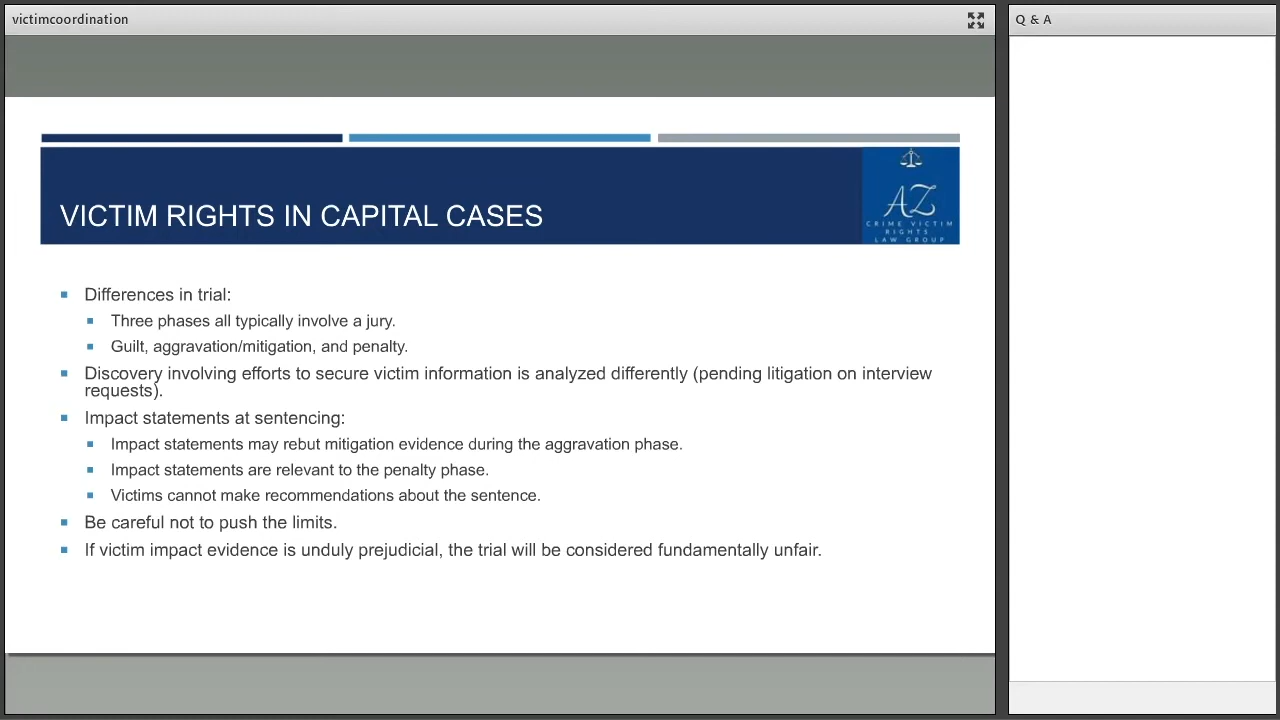 victimcoordination
Q & A
VICTIM RIGHTS IN CAPITAL CASES
AZ
CRIME VICTIM
RIGHTS
LAW GROUP
Differences in trial:
Three phases all typically involve a jury.
Guilt, aggravation/mitigation, and penalty.
Discovery involving efforts to secure victim information is analyzed differently (pending litigation on interview
requests).
Impact statements at sentencing:
Impact statements may rebut mitigation evidence during the aggravation phase.
Impact statements are relevant to the penalty phase.
Victims cannot make recommendations about the sentence.
Be careful not to push the limits.
If victim impact evidence is unduly prejudicial, the trial will be considered fundamentally unfair.